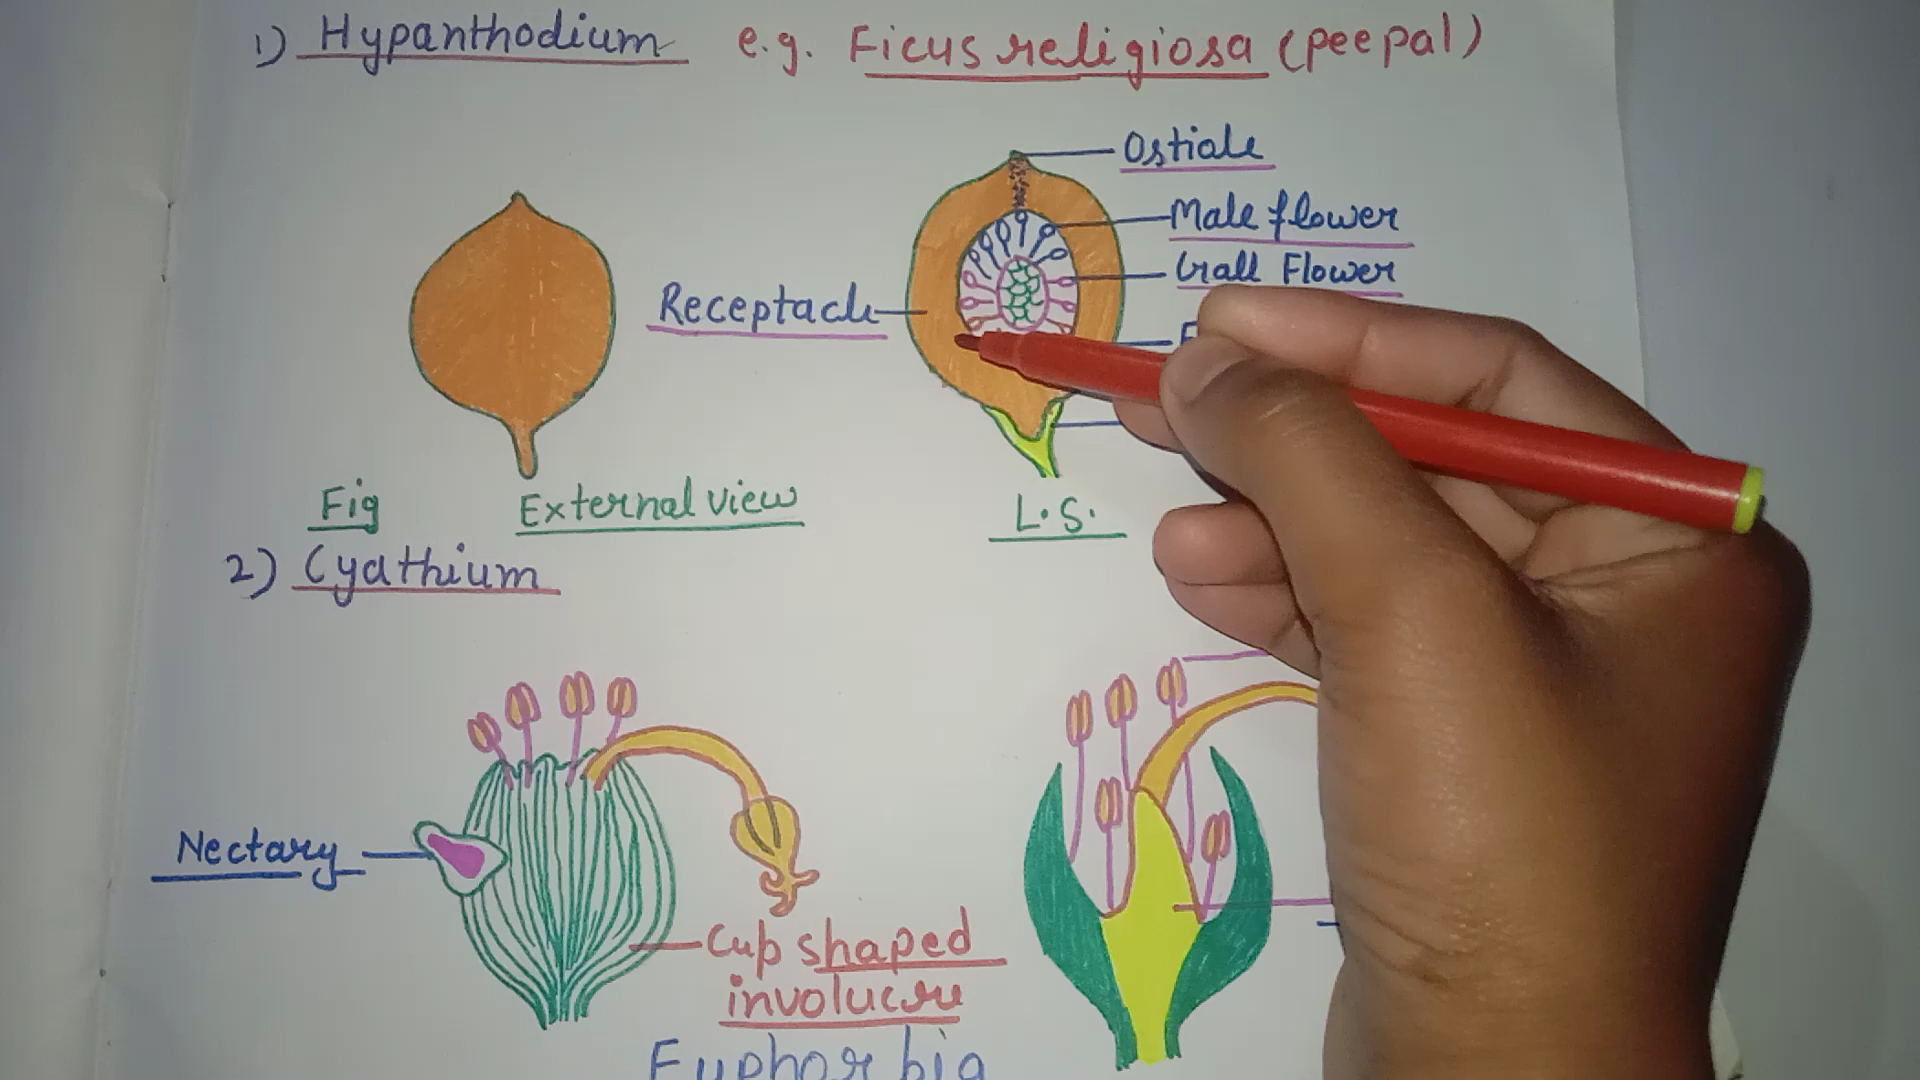 1) Hypanthodium e.g. Ficus religiosa (peepal)
Ostiole
Male flower
Gall Flower
Receptacle
F
Fig External view
L.S.
2) Cyathium
Nectary
Cup shaped
involucre
Euphorbia